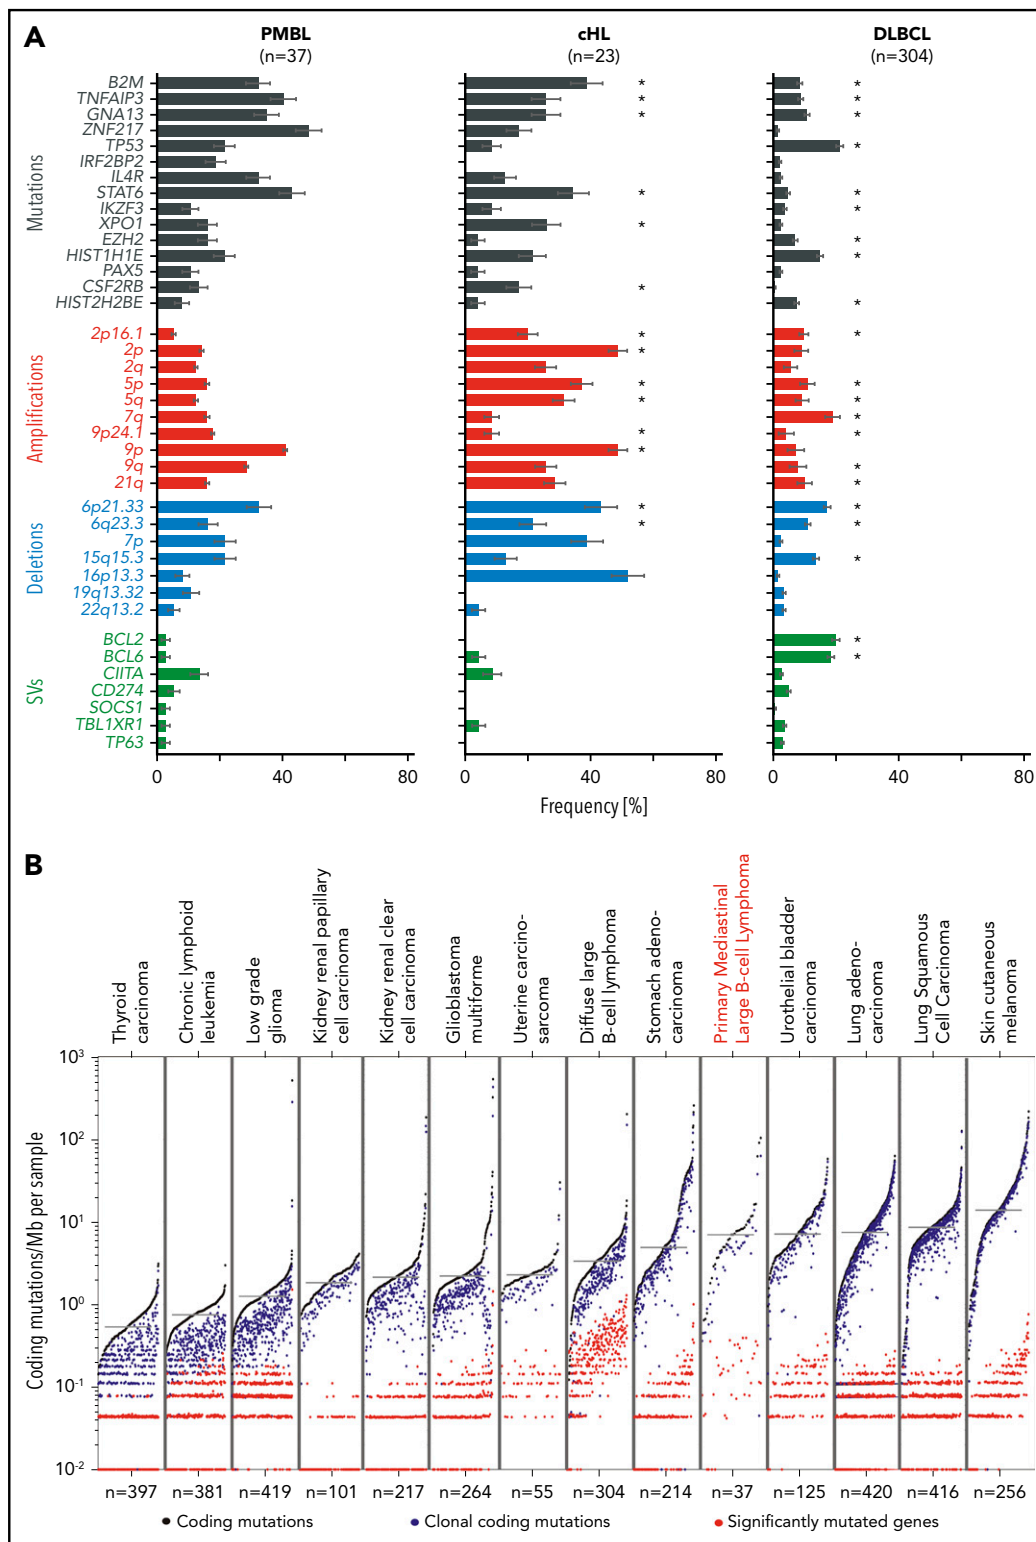 A
PMBL
(n=37)
cHL
(n=23)
DLBCL
(n=304)
Mutations
B2M
TNFAIP3
GNA13
ZNF217
TP53
IRF2BP2
IL4R
STAT6
IKZF3
XPO1
EZH2
HIST1H1E
PAX5
CSF2RB
HIST2H2BE
Amplifications
2p16.1
2p
2q
5p
5q
7q
9p24.1
9p
9q
21q
Deletions
6p21.33
6q23.3
7p
15q15.3
16p13.3
19q13.32
22q13.2
SVs
BCL2
BCL6
CIITA
CD274
SOCS1
TBL1XR1
TP63
* * * * * * * * * * * * * * *
* * * * * * * * * * * * * * * * * * * * *
0 40 80
0 40 80
0 40 80
Frequency [%]
B
Thyroid
carcinoma
Chronic lymphoid
leukemia
Low grade
glioma
Kidney renal papillary
cell carcinoma
Kidney renal clear
cell carcinoma
Glioblastoma
multiforme
Uterine carcino-
sarcoma
Diffuse large
B-cell lymphoma
Stomach adeno-
carcinoma
Primary Mediastinal
Large B-cell Lymphoma
Urothelial bladder
carcinoma
Lung adeno-
carcinoma
Lung Squamous
Cell Carcinoma
Skin cutaneous
melanoma
Coding mutations/Mb per sample
10³
10²
10¹
10⁰
10⁻¹
10⁻²
n=397 n=381 n=419 n=101 n=217 n=264 n=55 n=304 n=214 n=37 n=125 n=420 n=416 n=256
Coding mutations
Clonal coding mutations
Significantly mutated genes